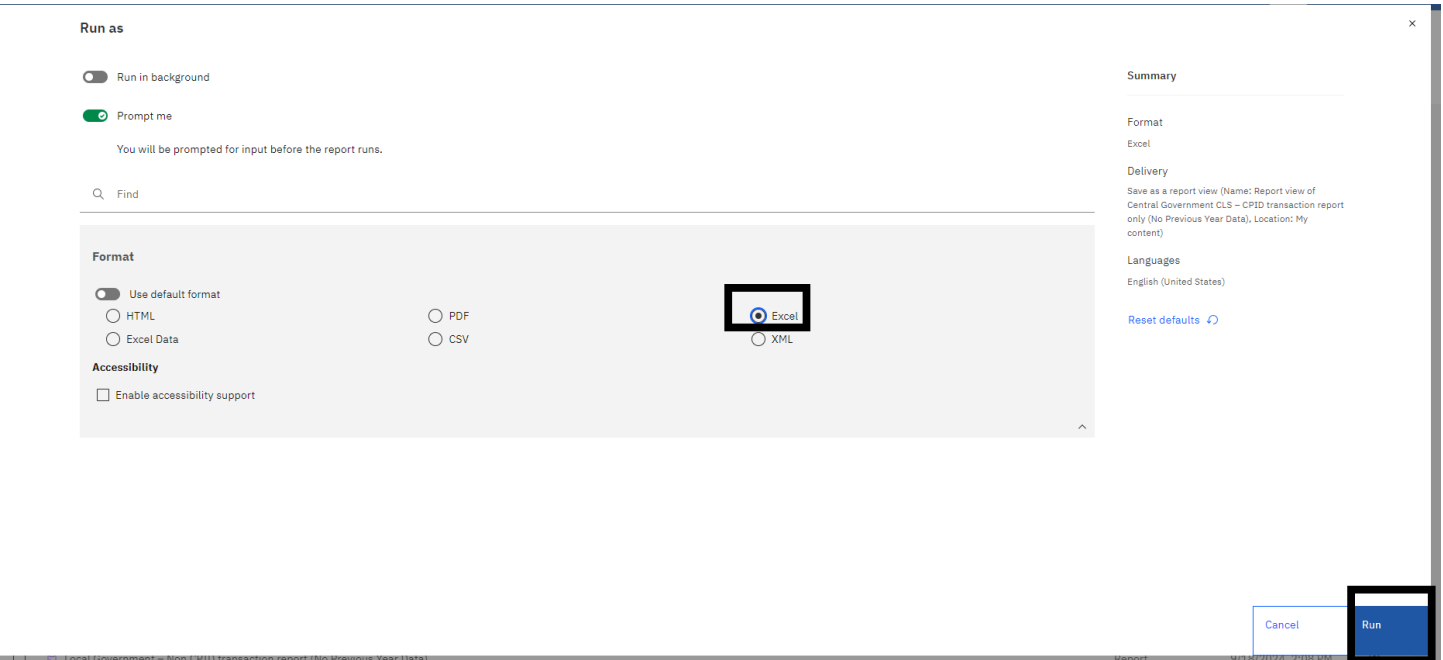 Run as
Run in background
Prompt me
You will be prompted for input before the report runs.
Find
Format
Use default format
HTML
PDF
Excel
Excel Data
CSV
XML
Accessibility
Enable accessibility support
Summary
Format
Excel
Delivery
Save as a report view (Name: Report view of
Central Government CLS – CPID transaction report
only (No Previous Year Data), Location: My
content)
Languages
English (United States)
Reset defaults
Cancel
Run
Local Government – Non CPID transaction report (No Previous Year Data)
Report